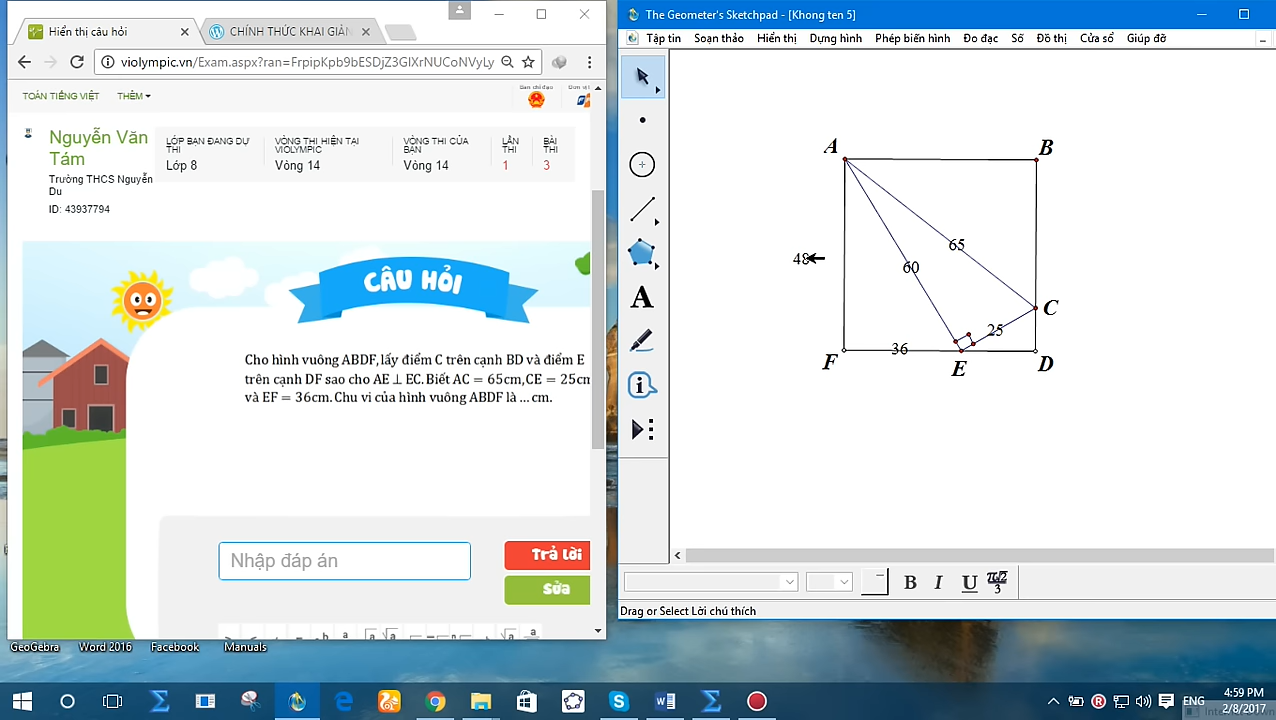 Hiển thị câu hỏi
CHÍNH THỨC KHAI GIẢN
violympic.vn/Exam.aspx?ran=FrpipKpb9bESDjZ3GIXrNUCoNVyLy
TOÁN TIẾNG VIỆT
THÊM
Ban chỉ đạo
Đơn vị
Nguyễn Văn
Tám
Trường THCS Nguyễn
Du
ID: 43937794
LỚP BẠN ĐANG DỰ
THI
Lớp 8
VÒNG THI HIỆN TẠI
VIOLYMPIC
Vòng 14
VÒNG THI CỦA
BẠN
Vòng 14
LẦN
THI
1
BÀI
THI
3
CÂU HỎI
Cho hình vuông ABDF, lấy điểm C trên cạnh BD và điểm E
trên cạnh DF sao cho AE ⊥ EC. Biết AC = 65cm, CE = 25cm
và EF = 36cm. Chu vi của hình vuông ABDF là ... cm.
Nhập đáp án
Trả lời
Sửa
GeoGebra
Word 2016
Facebook
Manuals
The Geometer's Sketchpad - [Khong ten 5]
Tập tin Soạn thảo Hiển thị Dựng hình Phép biến hình Đo đạc Số Đồ thị Cửa sổ Giúp đỡ
A
B
65
48
60
C
25
36
F
E
D
B I U
Drag or Select Lời chú thích
ENG
4:59 PM
2/8/2017